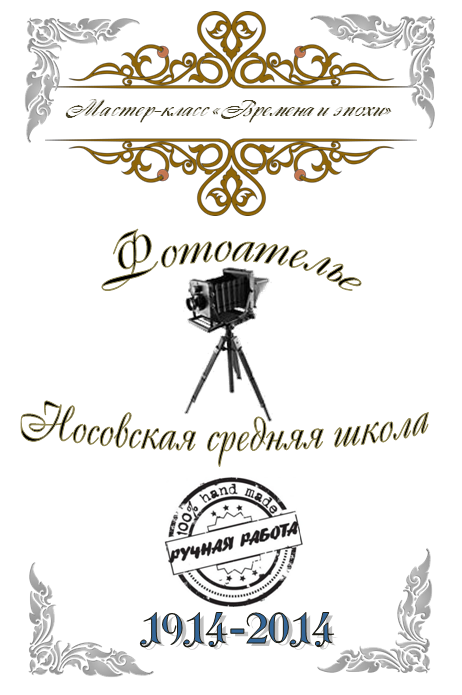 Мастер-класс «Времена и эпохи»
Фотоателье
Носовская средняя школа
100% hand made
РУЧНАЯ РАБОТА
1914-2014